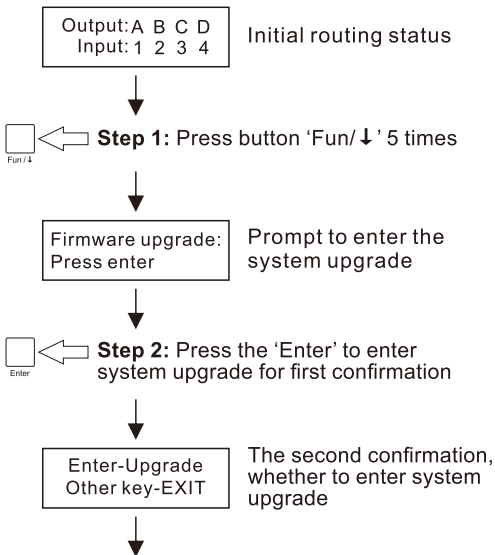 Output: A B C D
Input: 1 2 3 4
Initial routing status
Step 1: Press button ‘Fun/↓’ 5 times
Fun/↓
Firmware upgrade:
Press enter
Prompt to enter the
system upgrade
Step 2: Press the ‘Enter’ to enter
system upgrade for first confirmation
Enter
Enter-Upgrade
Other key-EXIT
The second confirmation,
whether to enter system
upgrade